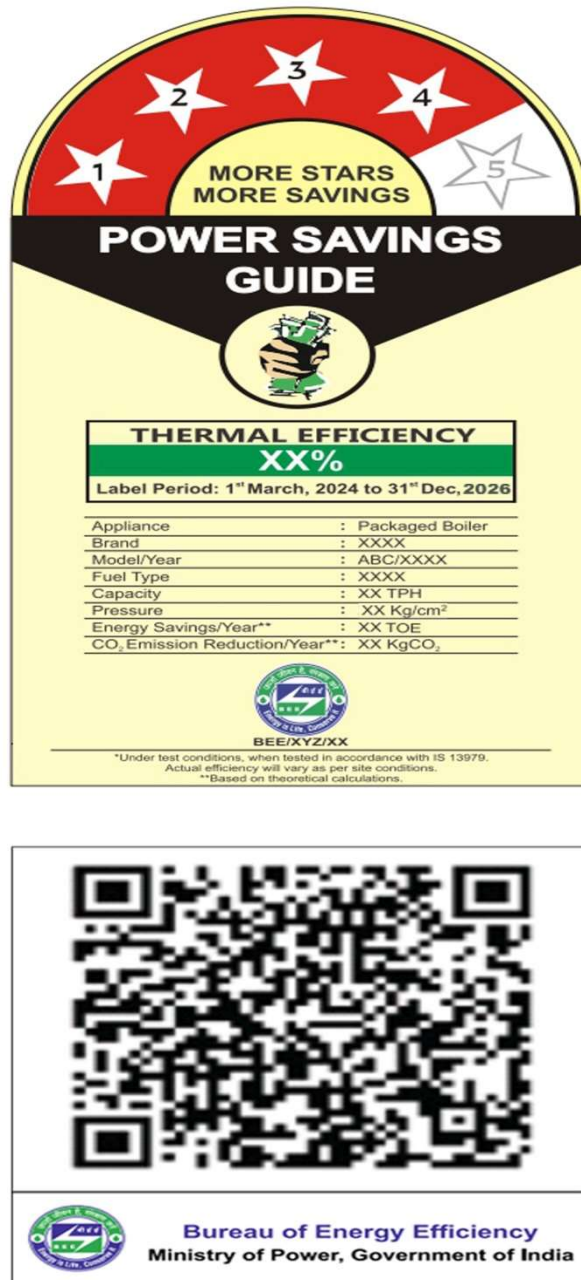 1
2
3
4
5
MORE STARS
MORE SAVINGS
POWER SAVINGS
GUIDE
THERMAL EFFICIENCY
XX%
Label Period: 1st March, 2024 to 31st Dec, 2026
Appliance : Packaged Boiler
Brand : XXXX
Model/Year : ABC/XXXX
Fuel Type : XXXX
Capacity : XX TPH
Pressure : XX Kg/cm²
Energy Savings/Year** : XX TOE
CO₂ Emission Reduction/Year** : XX KgCO₂
BEE/XYZ/XX
*Under test conditions, when tested in accordance with IS 13979.
Actual efficiency will vary as per site conditions.
**Based on theoretical calculations.
Bureau of Energy Efficiency
Ministry of Power, Government of India